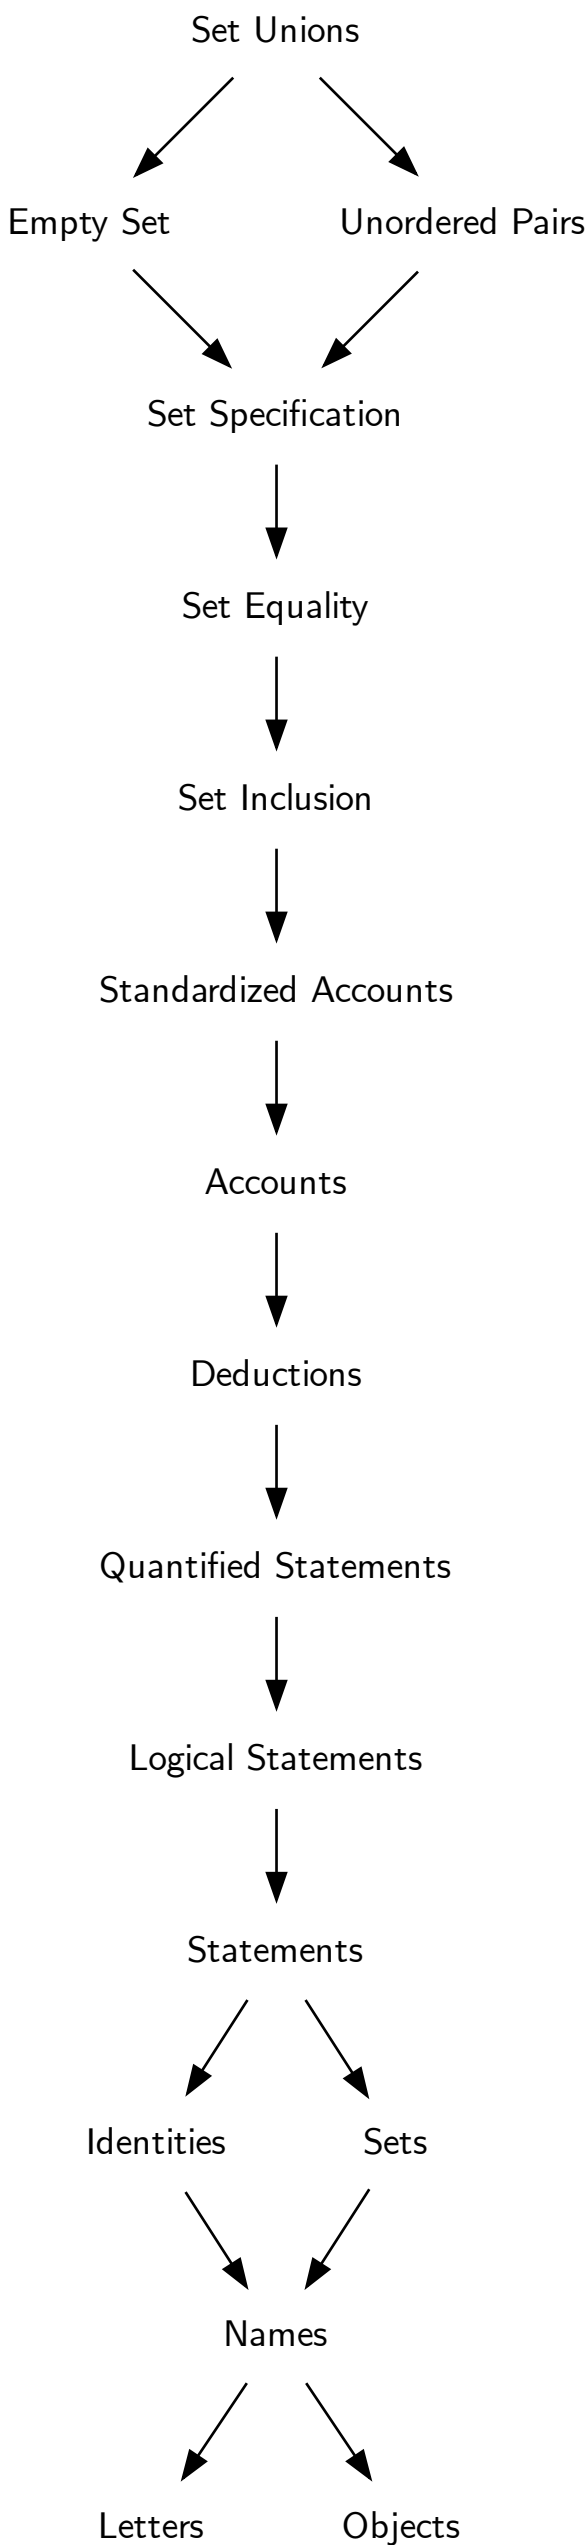 Set Unions
Empty Set
Unordered Pairs
Set Specification
Set Equality
Set Inclusion
Standardized Accounts
Accounts
Deductions
Quantified Statements
Logical Statements
Statements
Identities
Sets
Names
Letters
Objects